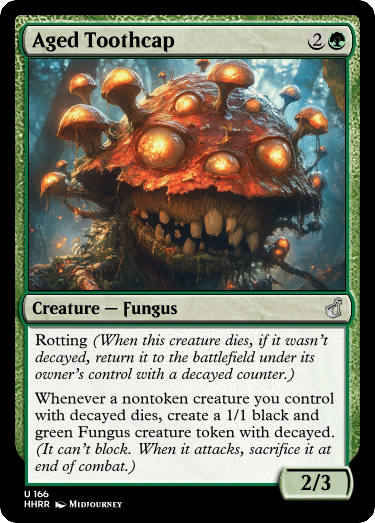 Aged Toothcap 2
Creature — Fungus
Rotting (When this creature dies, if it wasn't
decayed, return it to the battlefield under its
owner's control with a decayed counter.)
Whenever a nontoken creature you control
with decayed dies, create a 1/1 black and
green Fungus creature token with decayed.
(It can't block. When it attacks, sacrifice it at
end of combat.)
2/3
U 166
HHRR Midjourney